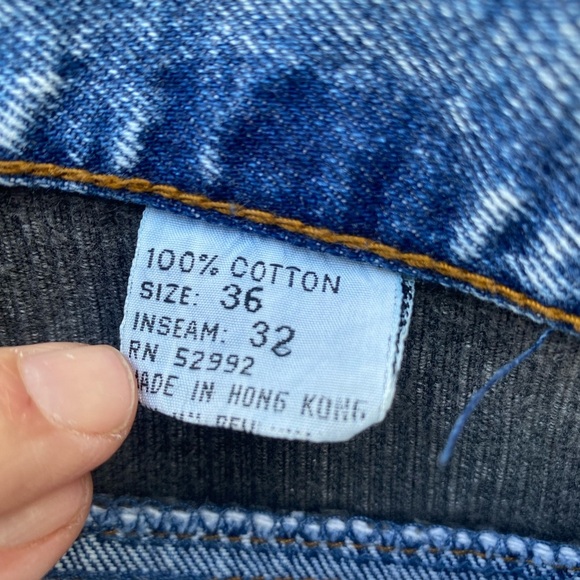 100% COTTON
SIZE: 36
INSEAM: 32
RN 52992
MADE IN HONG KONG